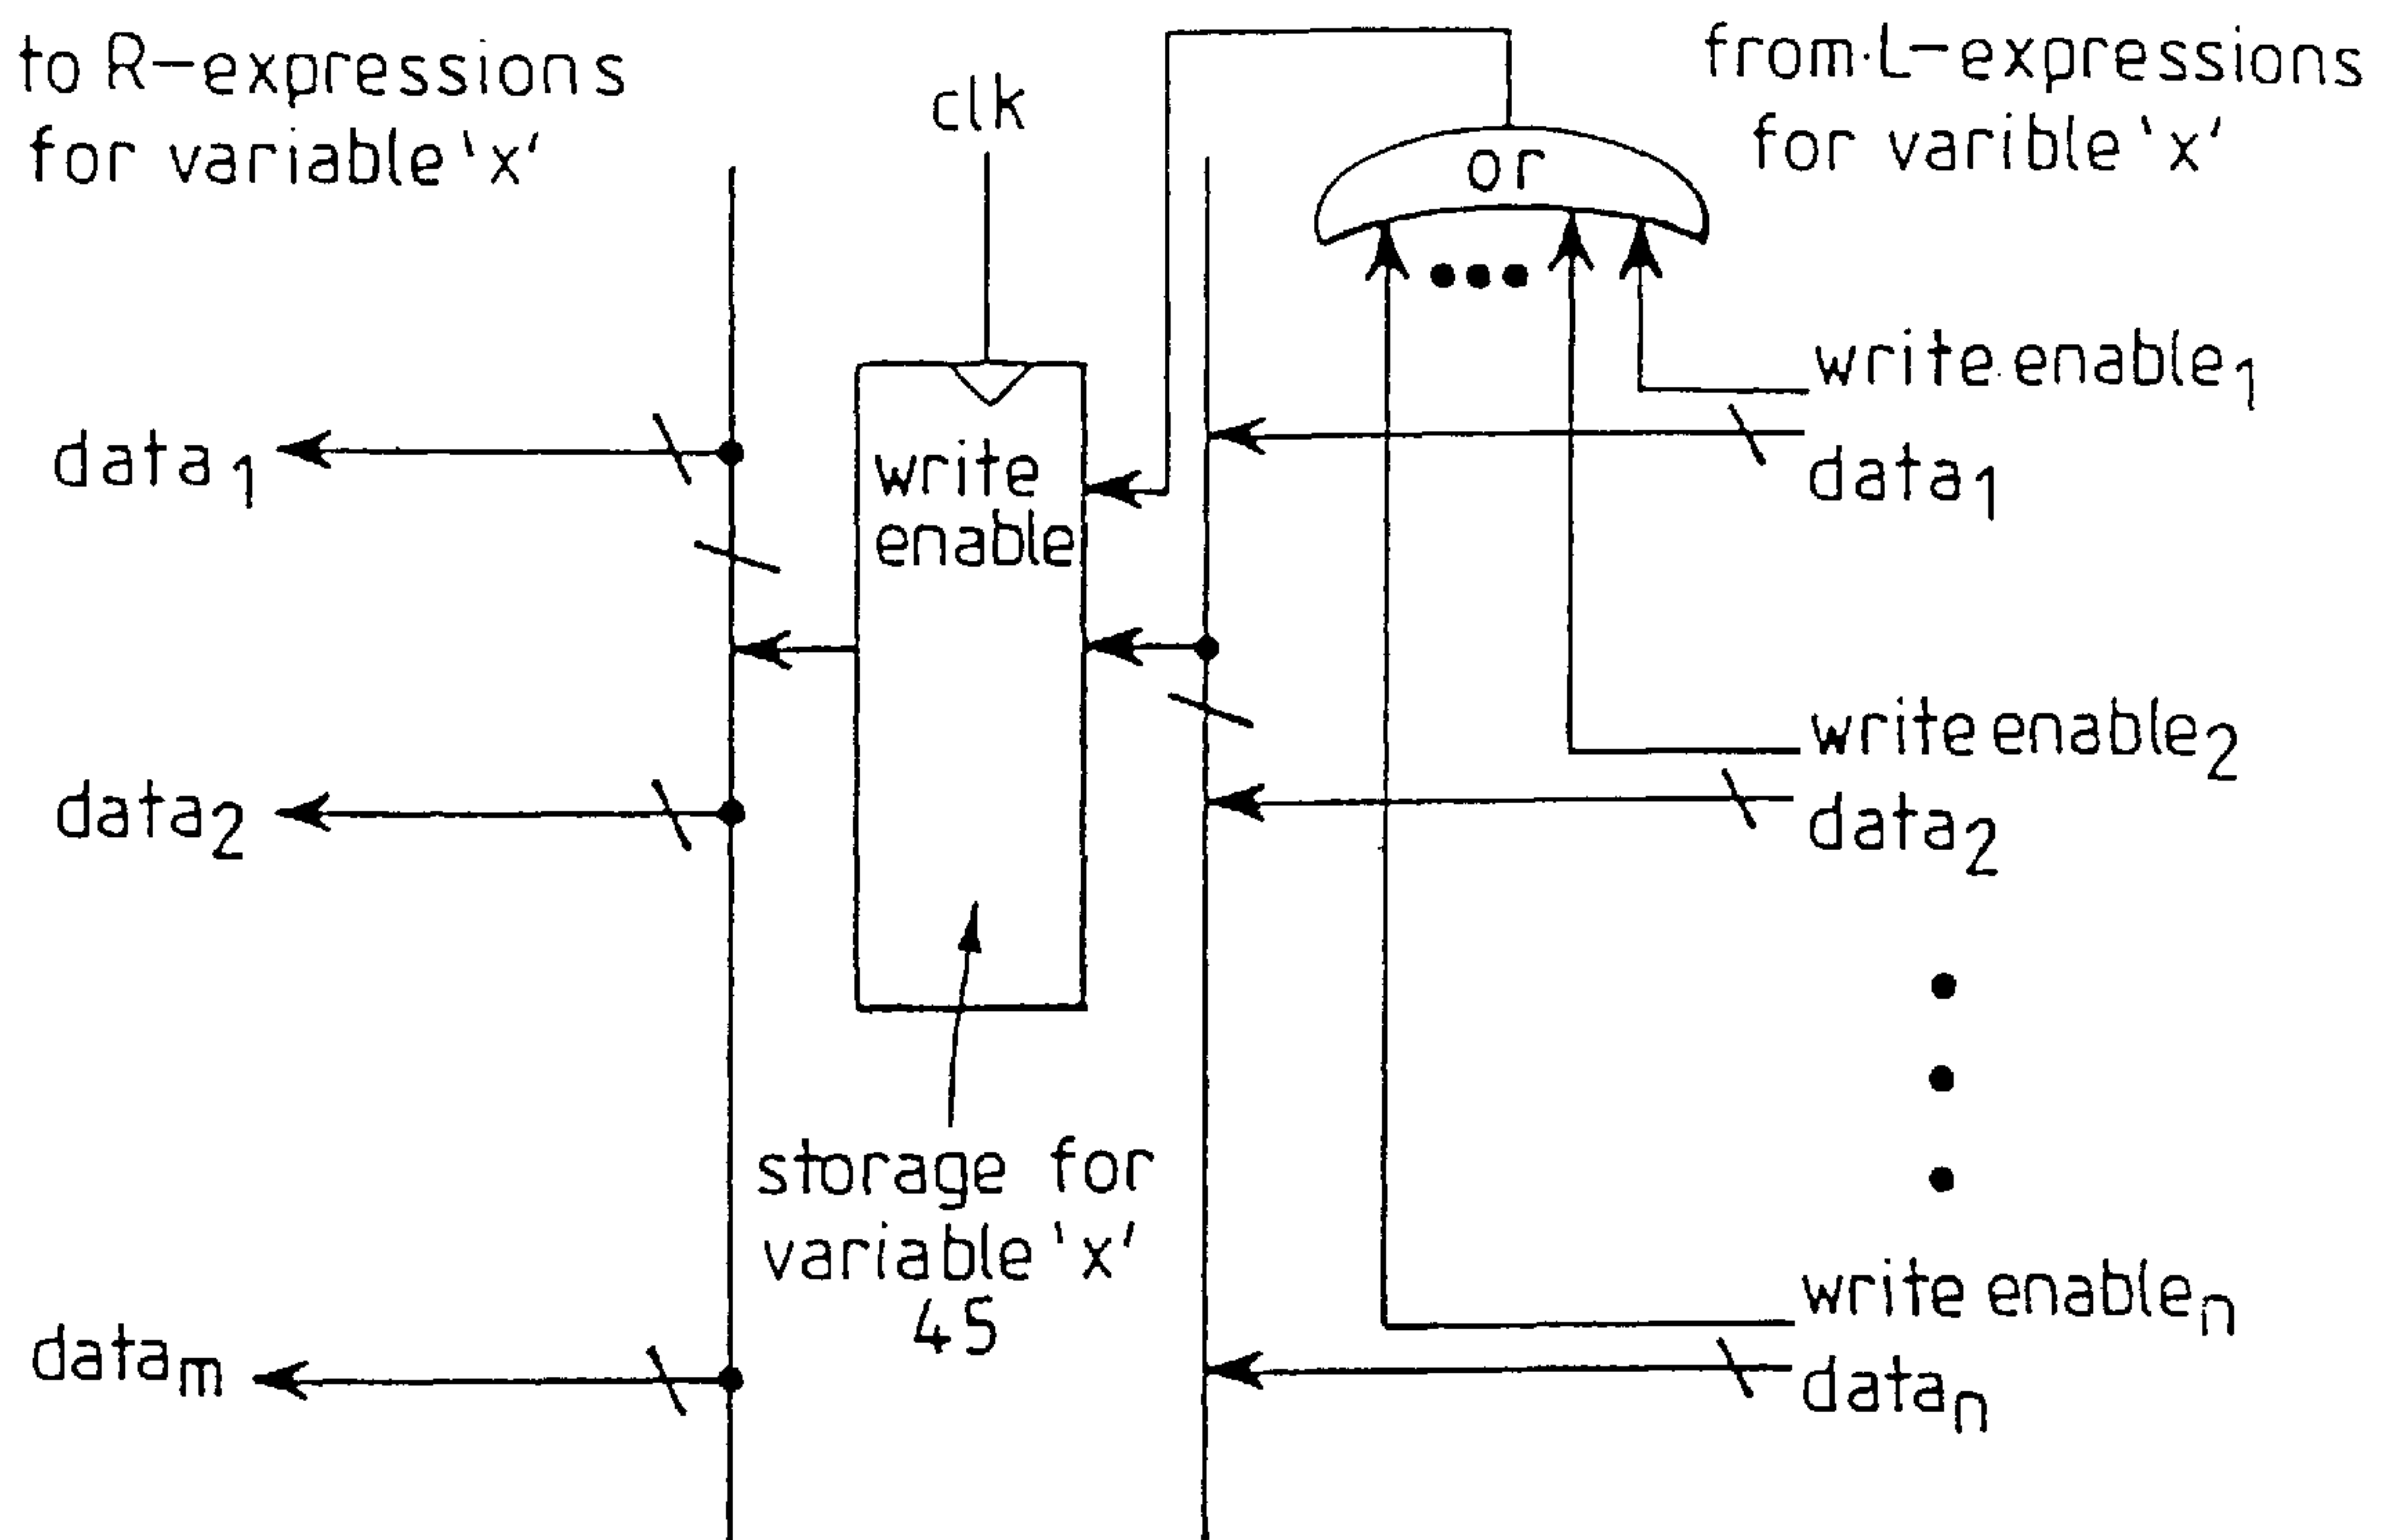 to R-expressions
for variable 'x'
clk
from L-expressions
for varible 'x'
or
write enable1
data1
data1
write
enable
write enable2
data2
data2
storage for
variable 'x'
45
write enablen
datan
datam